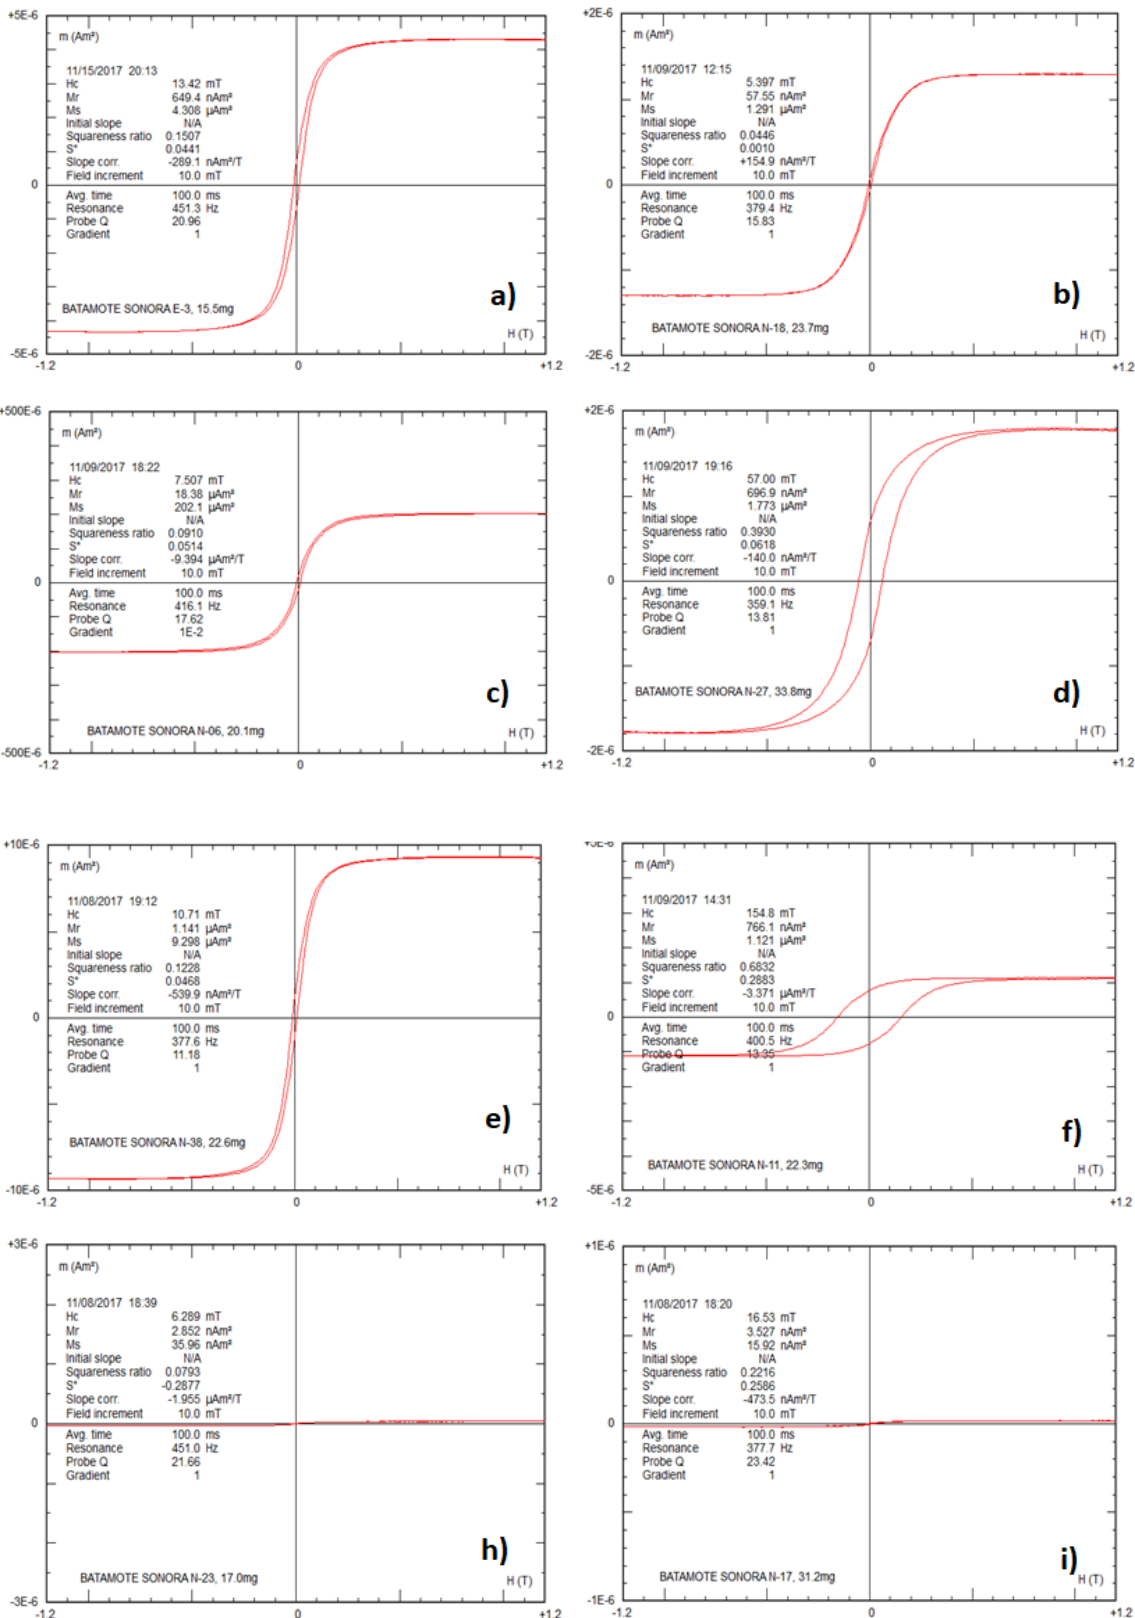 +5E-6
m (Am²)
11/15/2017 20:13
Hc 13.42 mT
Mr 649.4 nAm²
Ms 4.308 µAm²
Initial slope N/A
Squareness ratio 0.1507
S* 0.0441
Slope corr. -289.1 nAm²/T
Field increment 10.0 mT
0
Avg. time 100.0 ms
Resonance 451.3 Hz
Probe Q 20.96
Gradient 1
a)
BATAMOTE SONORA E-3, 15.5mg
H (T)
-5E-6
-1.2 0 +1.2
+2E-6
m (Am²)
11/09/2017 12:15
Hc 5.397 mT
Mr 57.55 nAm²
Ms 1.291 µAm²
Initial slope N/A
Squareness ratio 0.0446
S* 0.0010
Slope corr. +154.9 nAm²/T
Field increment 10.0 mT
0
Avg. time 100.0 ms
Resonance 379.4 Hz
Probe Q 15.83
Gradient 1
b)
BATAMOTE SONORA N-18, 23.7mg
H (T)
-2E-6
-1.2 0 +1.2
+500E-6
m (Am²)
11/09/2017 18:22
Hc 7.507 mT
Mr 18.38 µAm²
Ms 202.1 µAm²
Initial slope N/A
Squareness ratio 0.0910
S* 0.0514
Slope corr. -9.394 µAm²/T
Field increment 10.0 mT
0
Avg. time 100.0 ms
Resonance 416.1 Hz
Probe Q 17.62
Gradient 1E-2
c)
BATAMOTE SONORA N-06, 20.1mg
H (T)
-500E-6
-1.2 0 +1.2
+2E-6
m (Am²)
11/09/2017 19:16
Hc 57.00 mT
Mr 696.9 nAm²
Ms 1.773 µAm²
Initial slope N/A
Squareness ratio 0.3930
S* 0.0618
Slope corr. -140.0 nAm²/T
Field increment 10.0 mT
0
Avg. time 100.0 ms
Resonance 359.1 Hz
Probe Q 13.81
Gradient 1
d)
BATAMOTE SONORA N-27, 33.8mg
H (T)
-2E-6
-1.2 0 +1.2
+10E-6
m (Am²)
11/08/2017 19:12
Hc 10.71 mT
Mr 1.141 µAm²
Ms 9.298 µAm²
Initial slope N/A
Squareness ratio 0.1228
S* 0.0468
Slope corr. -539.9 nAm²/T
Field increment 10.0 mT
0
Avg. time 100.0 ms
Resonance 377.6 Hz
Probe Q 11.18
Gradient 1
e)
BATAMOTE SONORA N-38, 22.6mg
H (T)
-10E-6
-1.2 0 +1.2
+5E-6
m (Am²)
11/09/2017 14:31
Hc 154.8 mT
Mr 766.1 nAm²
Ms 1.121 µAm²
Initial slope N/A
Squareness ratio 0.6832
S* 0.2883
Slope corr. -3.371 µAm²/T
Field increment 10.0 mT
0
Avg. time 100.0 ms
Resonance 400.5 Hz
Probe Q 13.35
Gradient 1
f)
BATAMOTE SONORA N-11, 22.3mg
H (T)
-5E-6
-1.2 0 +1.2
+3E-6
m (Am²)
11/08/2017 18:39
Hc 6.289 mT
Mr 2.852 nAm²
Ms 35.96 nAm²
Initial slope N/A
Squareness ratio 0.0793
S* -0.2877
Slope corr. -1.955 µAm²/T
Field increment 10.0 mT
0
Avg. time 100.0 ms
Resonance 451.0 Hz
Probe Q 21.66
Gradient 1
h)
BATAMOTE SONORA N-23, 17.0mg
H (T)
-3E-6
-1.2 0 +1.2
+1E-6
m (Am²)
11/08/2017 18:20
Hc 16.53 mT
Mr 3.527 nAm²
Ms 15.92 nAm²
Initial slope N/A
Squareness ratio 0.2216
S* 0.2586
Slope corr. -473.5 nAm²/T
Field increment 10.0 mT
0
Avg. time 100.0 ms
Resonance 377.7 Hz
Probe Q 23.42
Gradient 1
i)
BATAMOTE SONORA N-17, 31.2mg
H (T)
-1E-6
-1.2 0 +1.2